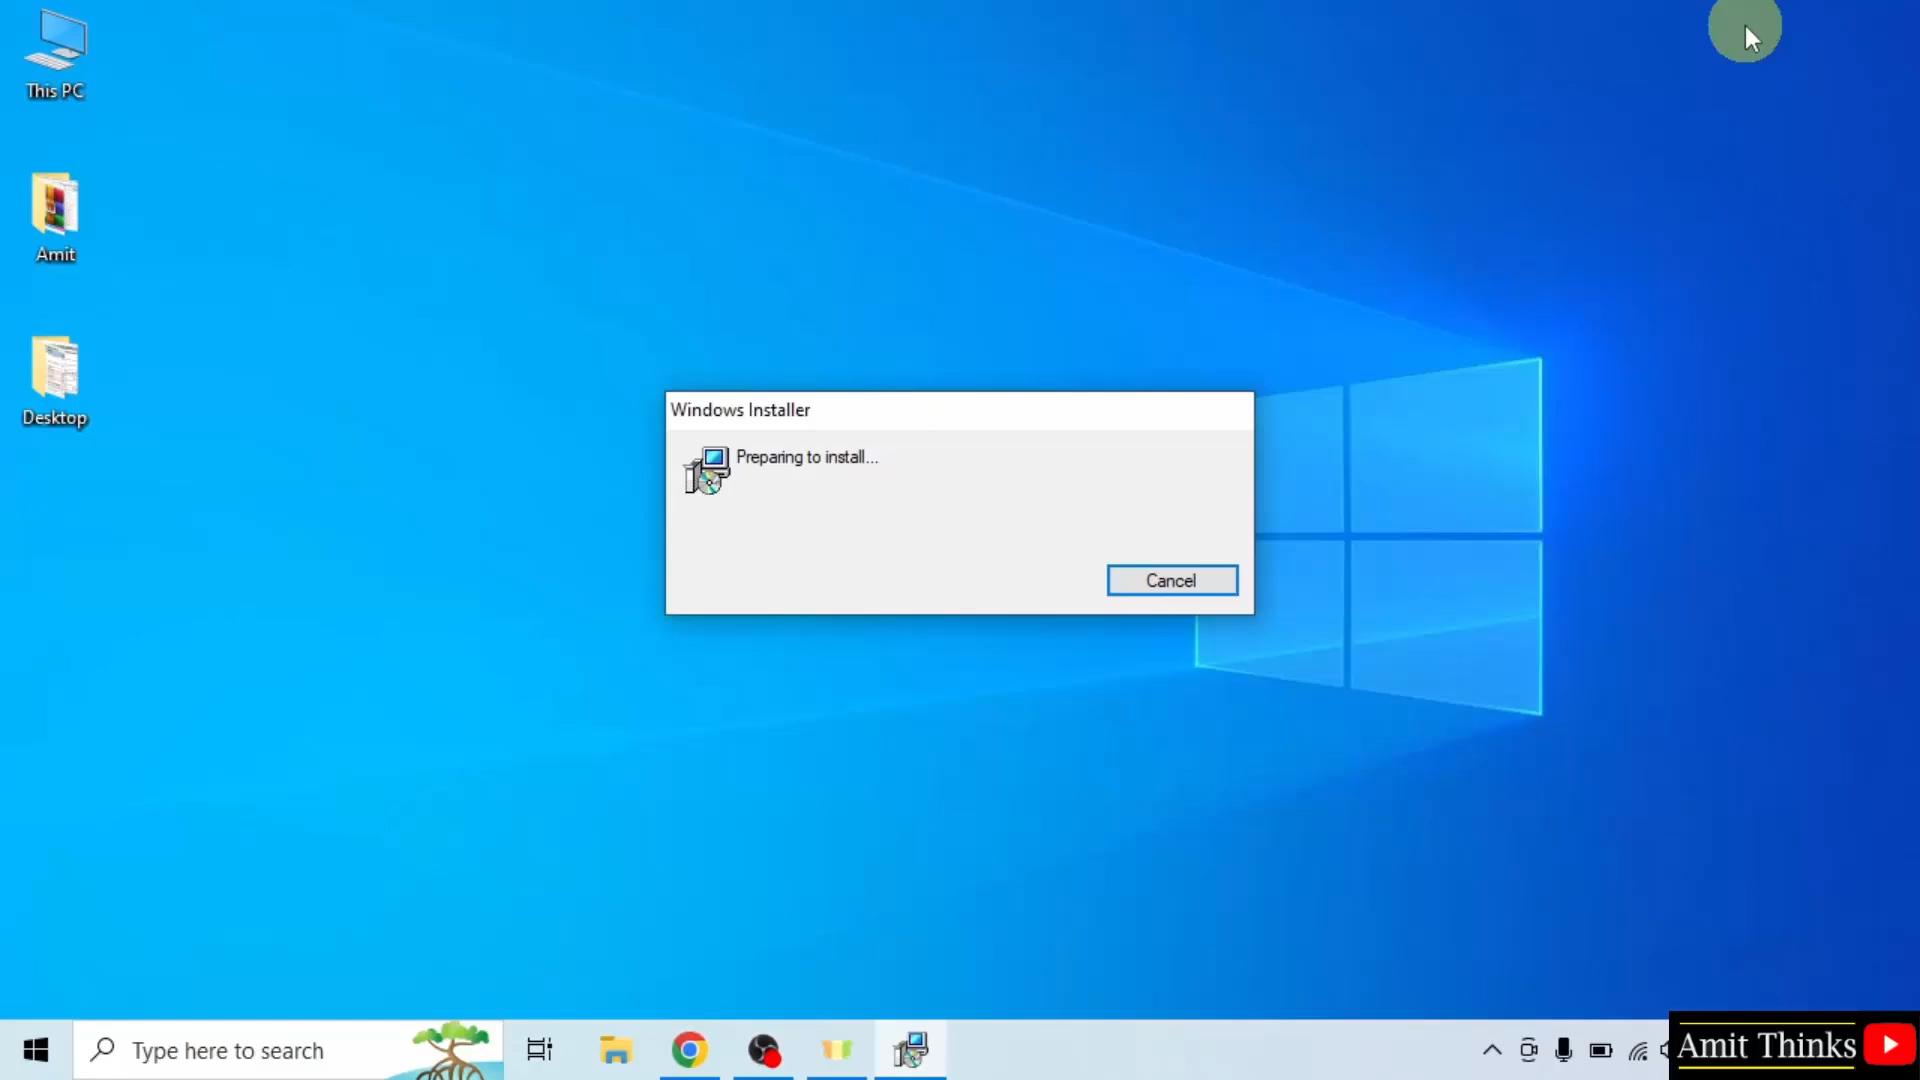 This PC
Amit
Desktop
Windows Installer
Preparing to install...
Cancel
Type here to search
Amit Thinks